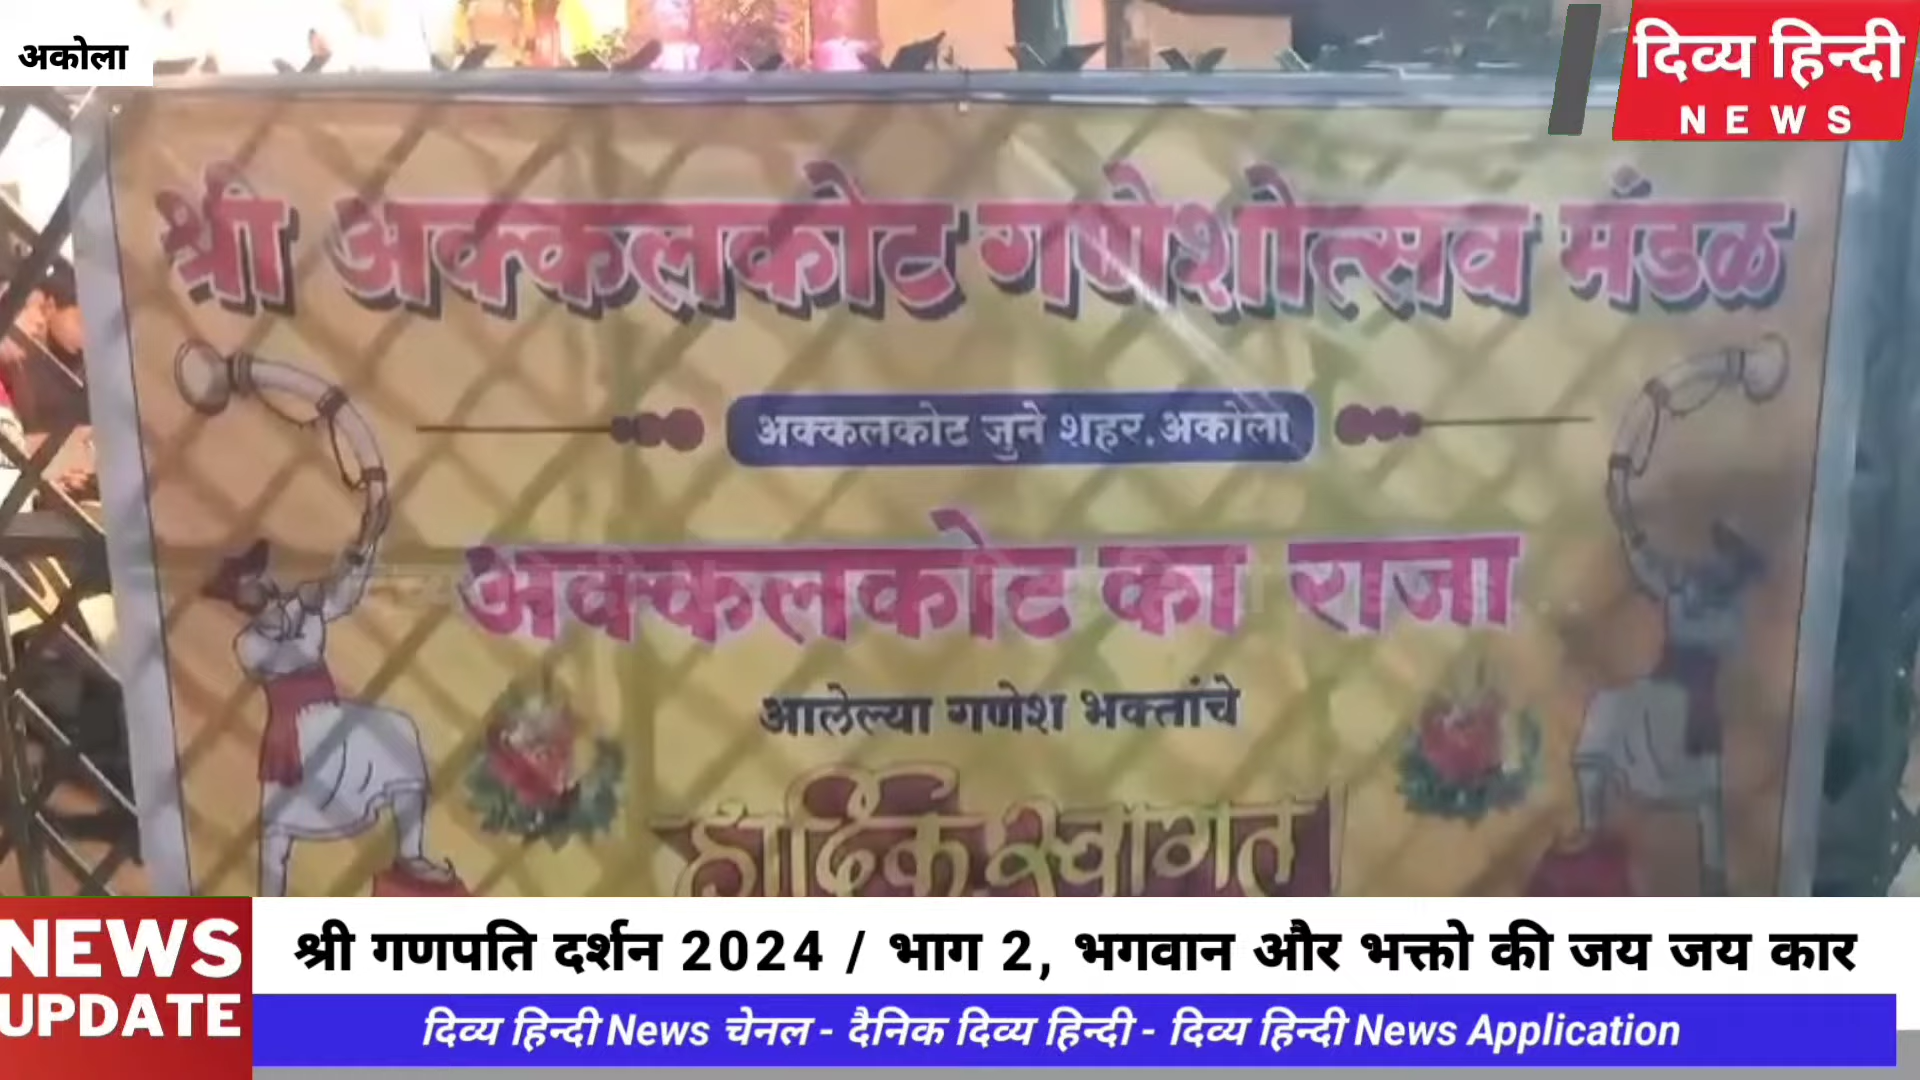 अकोला
दिव्य हिन्दी
NEWS
श्री अक्कलकोट गणेशोत्सव मंडळ
अक्कलकोट जुने शहर.अकोला
अक्कलकोट का राजा
आलेल्या गणेश भक्तांचे
हार्दिक स्वागत
NEWS
UPDATE
श्री गणपति दर्शन 2024 / भाग 2, भगवान और भक्तो की जय जय कार
दिव्य हिन्दी News चेनल - दैनिक दिव्य हिन्दी - दिव्य हिन्दी News Application